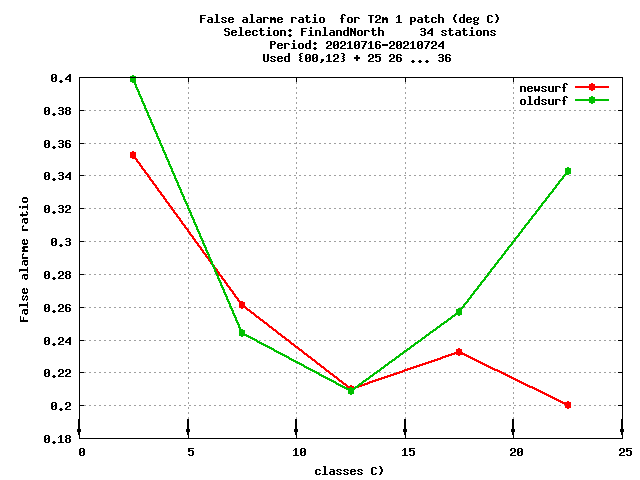 False alarme ratio  for T2m 1 patch (deg C)
Selection: FinlandNorth     34 stations
Period: 20210716-20210724
Used {00,12} + 25 26 ... 36
newsurf
oldsurf
False alarme ratio
0.4
0.38
0.36
0.34
0.32
0.3
0.28
0.26
0.24
0.22
0.2
0.18
0 5 10 15 20 25
classes C)